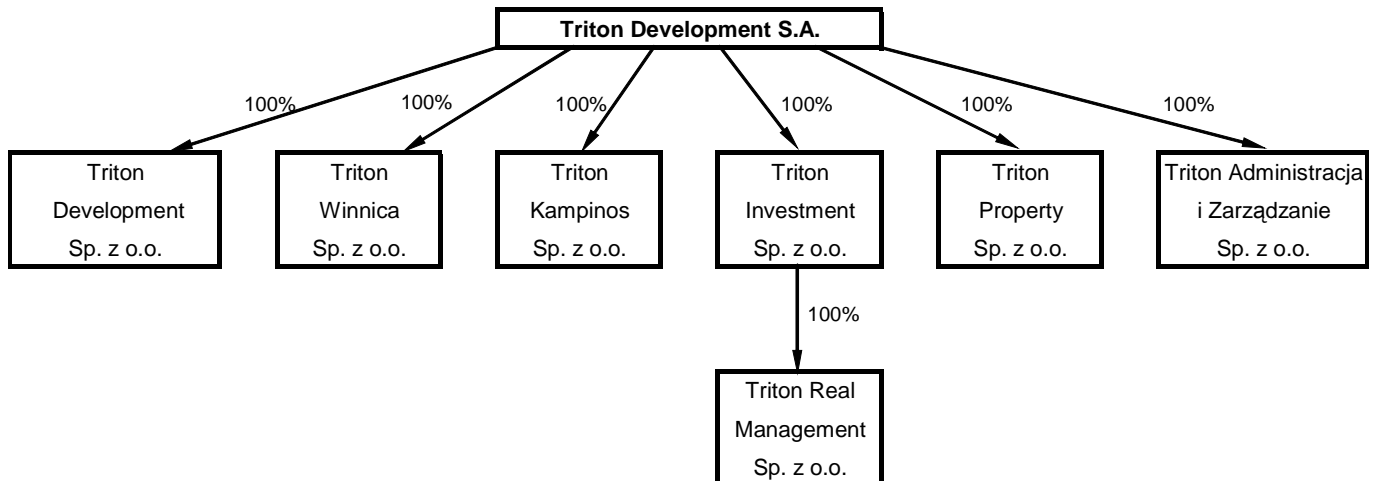 Triton Development S.A.
100%
100%
100%
100%
100%
100%
Triton
Development
Sp. z o.o.
Triton
Winnica
Sp. z o.o.
Triton
Kampinos
Sp. z o.o.
Triton
Investment
Sp. z o.o.
Triton
Property
Sp. z o.o.
Triton Administracja
i Zarządzanie
Sp. z o.o.
100%
Triton Real
Management
Sp. z o.o.